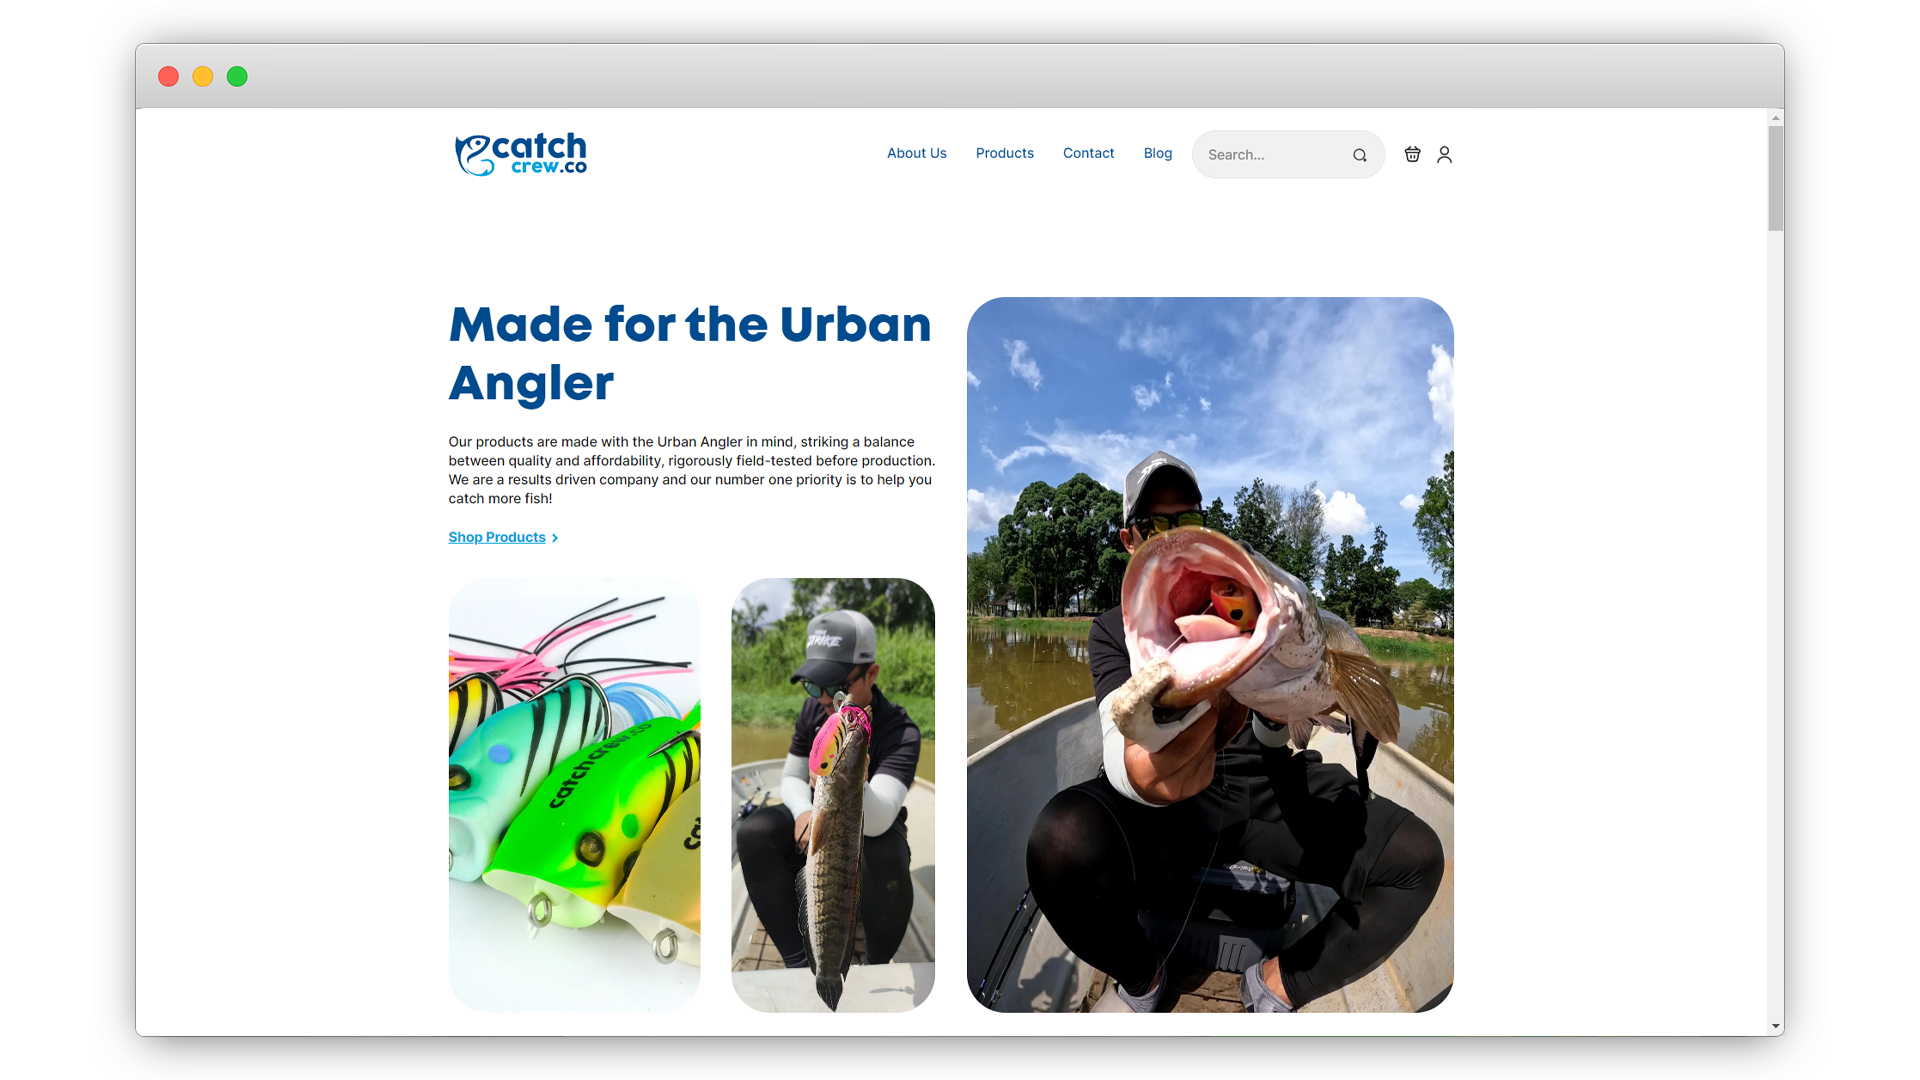 catch
crew.co
About Us
Products
Contact
Blog
Search...
Made for the Urban
Angler
Our products are made with the Urban Angler in mind, striking a balance
between quality and affordability, rigorously field-tested before production.
We are a results driven company and our number one priority is to help you
catch more fish!
Shop Products
catchcrew.co
ca